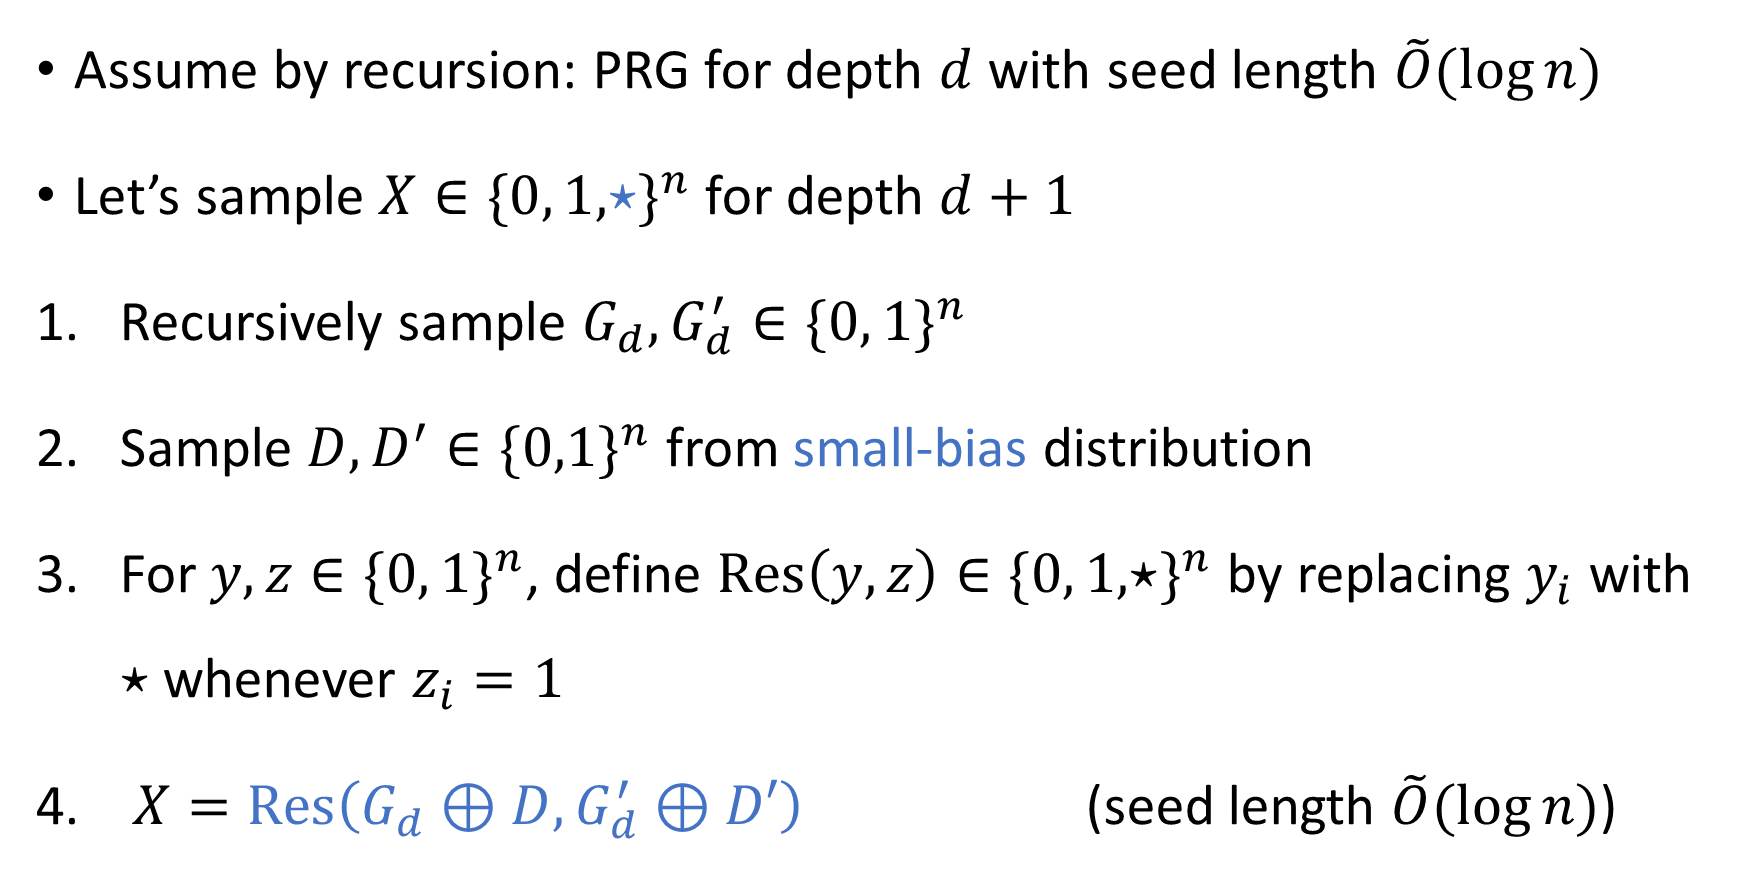 • Assume by recursion: PRG for depth d with seed length Õ(log n)
• Let’s sample X ∈ {0, 1,⋆}ⁿ for depth d + 1
1. Recursively sample G_d, G′_d ∈ {0, 1}ⁿ
2. Sample D, D′ ∈ {0,1}ⁿ from small-bias distribution
3. For y, z ∈ {0, 1}ⁿ, define Res(y, z) ∈ {0, 1,⋆}ⁿ by replacing yᵢ with
⋆ whenever zᵢ = 1
4. X = Res(G_d ⊕ D, G′_d ⊕ D′) (seed length Õ(log n))